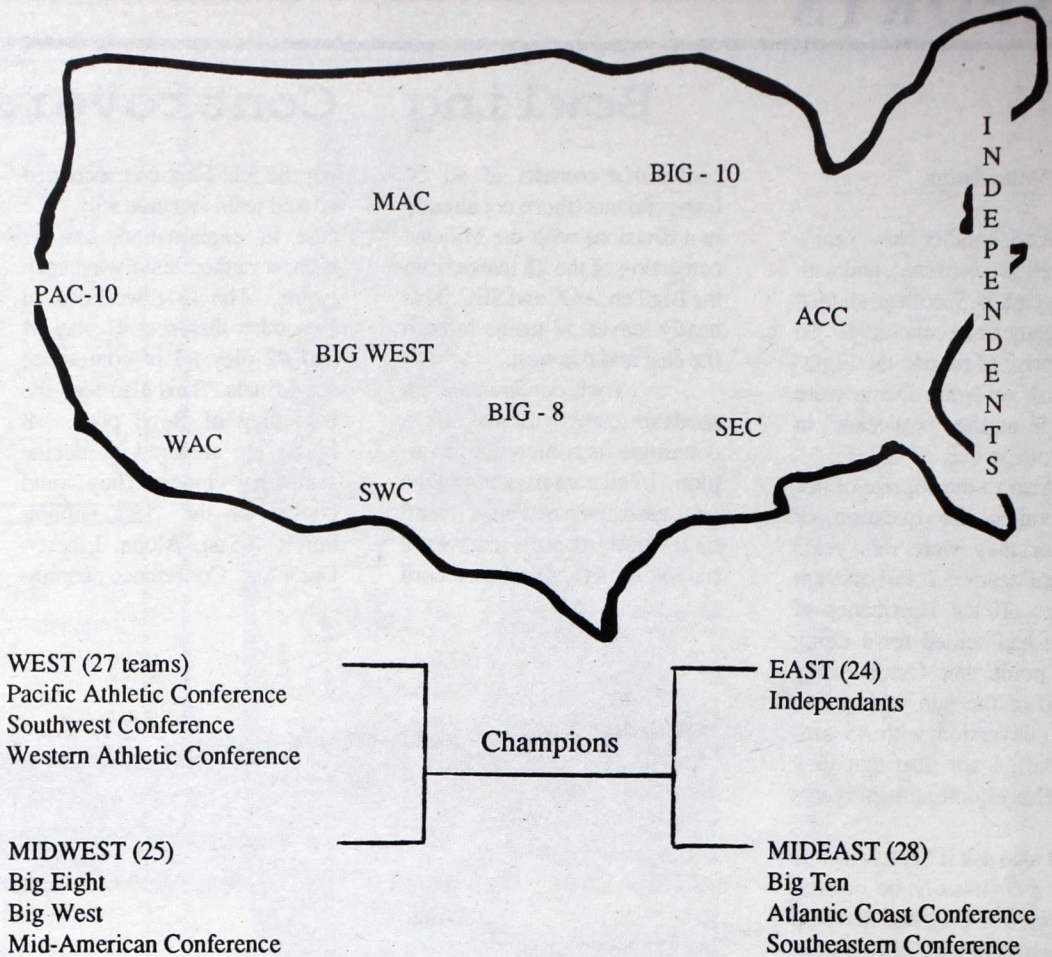 BIG - 10
MAC
PAC-10
ACC
BIG WEST
BIG - 8
SEC
WAC
SWC
INDEPENDENTS
WEST (27 teams)
Pacific Athletic Conference
Southwest Conference
Western Athletic Conference
Champions
EAST (24)
Independants
MIDWEST (25)
Big Eight
Big West
Mid-American Conference
MIDEAST (28)
Big Ten
Atlantic Coast Conference
Southeastern Conference